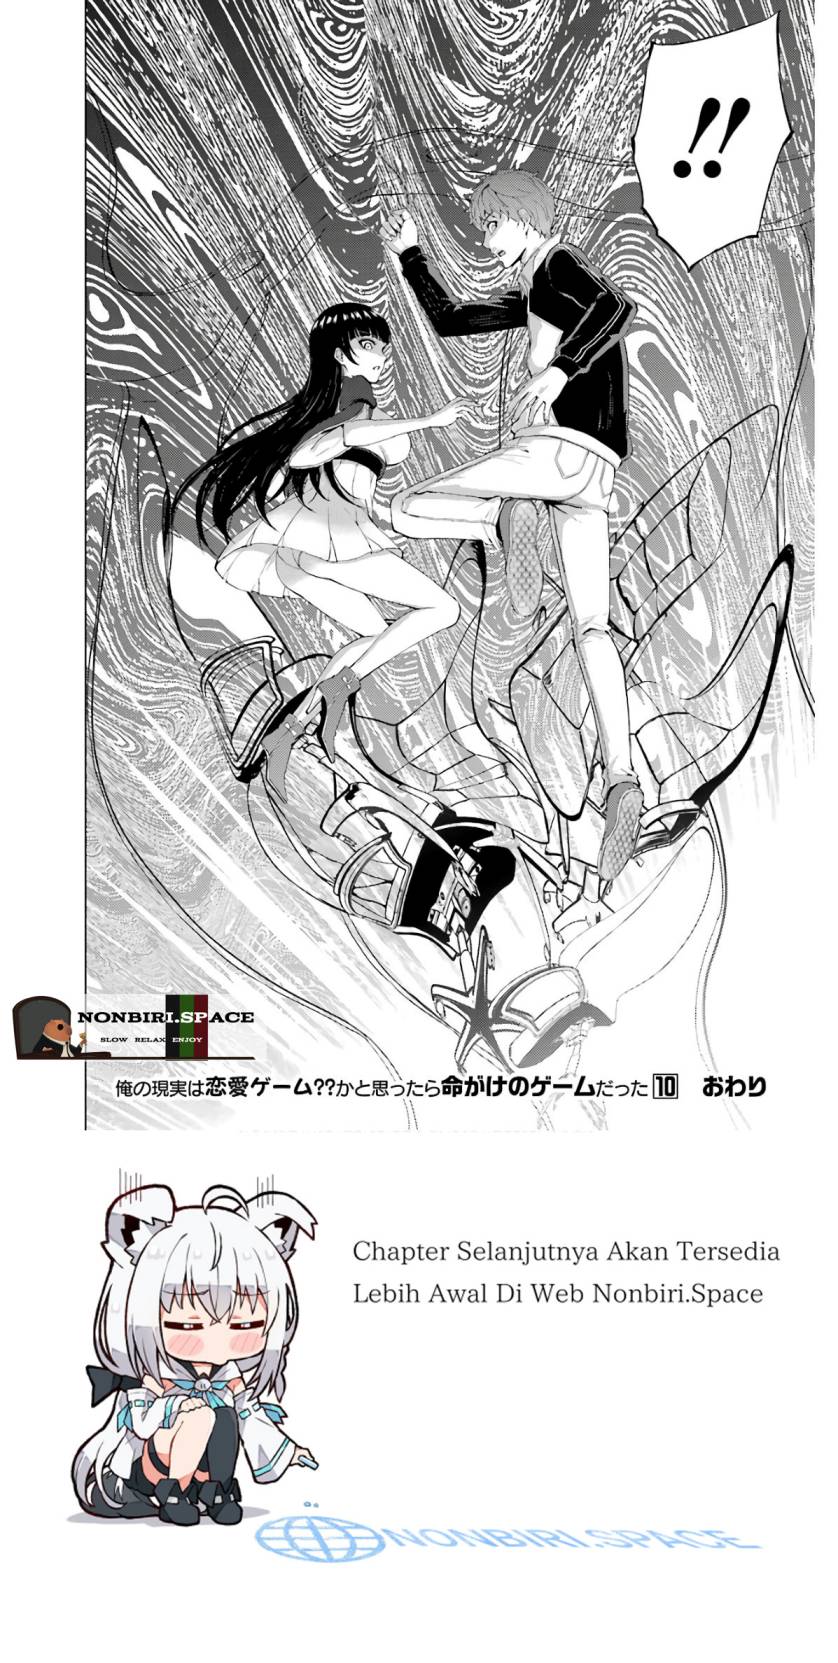 !!
NONBIRI.SPACE
SLOW RELAX ENJOY
俺の現実は恋愛ゲーム??かと思ったら命がけのゲームだった 10 おわり
Chapter Selanjutnya Akan Tersedia
Lebih Awal Di Web Nonbiri.Space
NONBIRI.SPACE